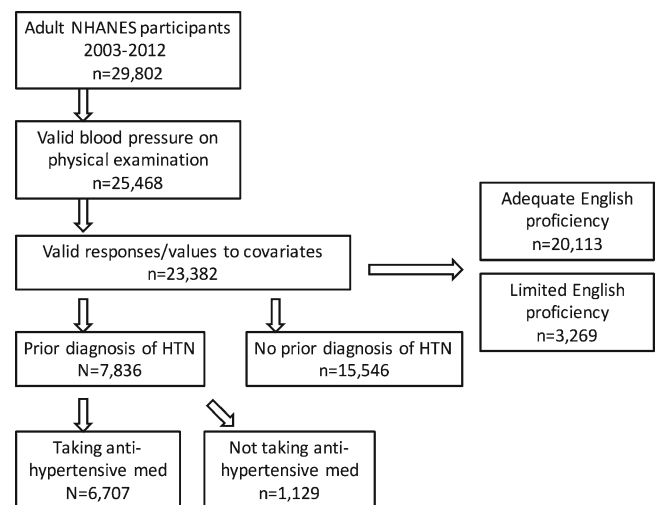 Adult NHANES participants
2003-2012
n=29,802
Valid blood pressure on
physical examination
n=25,468
Valid responses/values to covariates
n=23,382
Adequate English
proficiency
n=20,113
Limited English
proficiency
n=3,269
Prior diagnosis of HTN
N=7,836
No prior diagnosis of HTN
n=15,546
Taking anti-
hypertensive med
N=6,707
Not taking anti-
hypertensive med
n=1,129